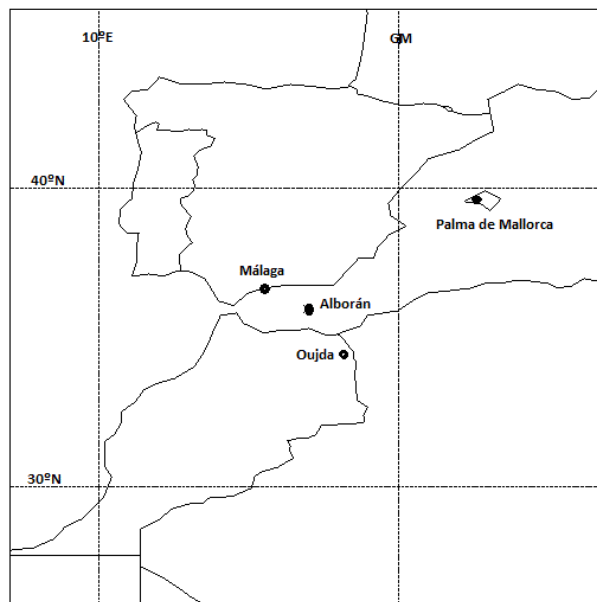 10ºE
GM
40ºN
Palma de Mallorca
Málaga
Alborán
Oujda
30ºN